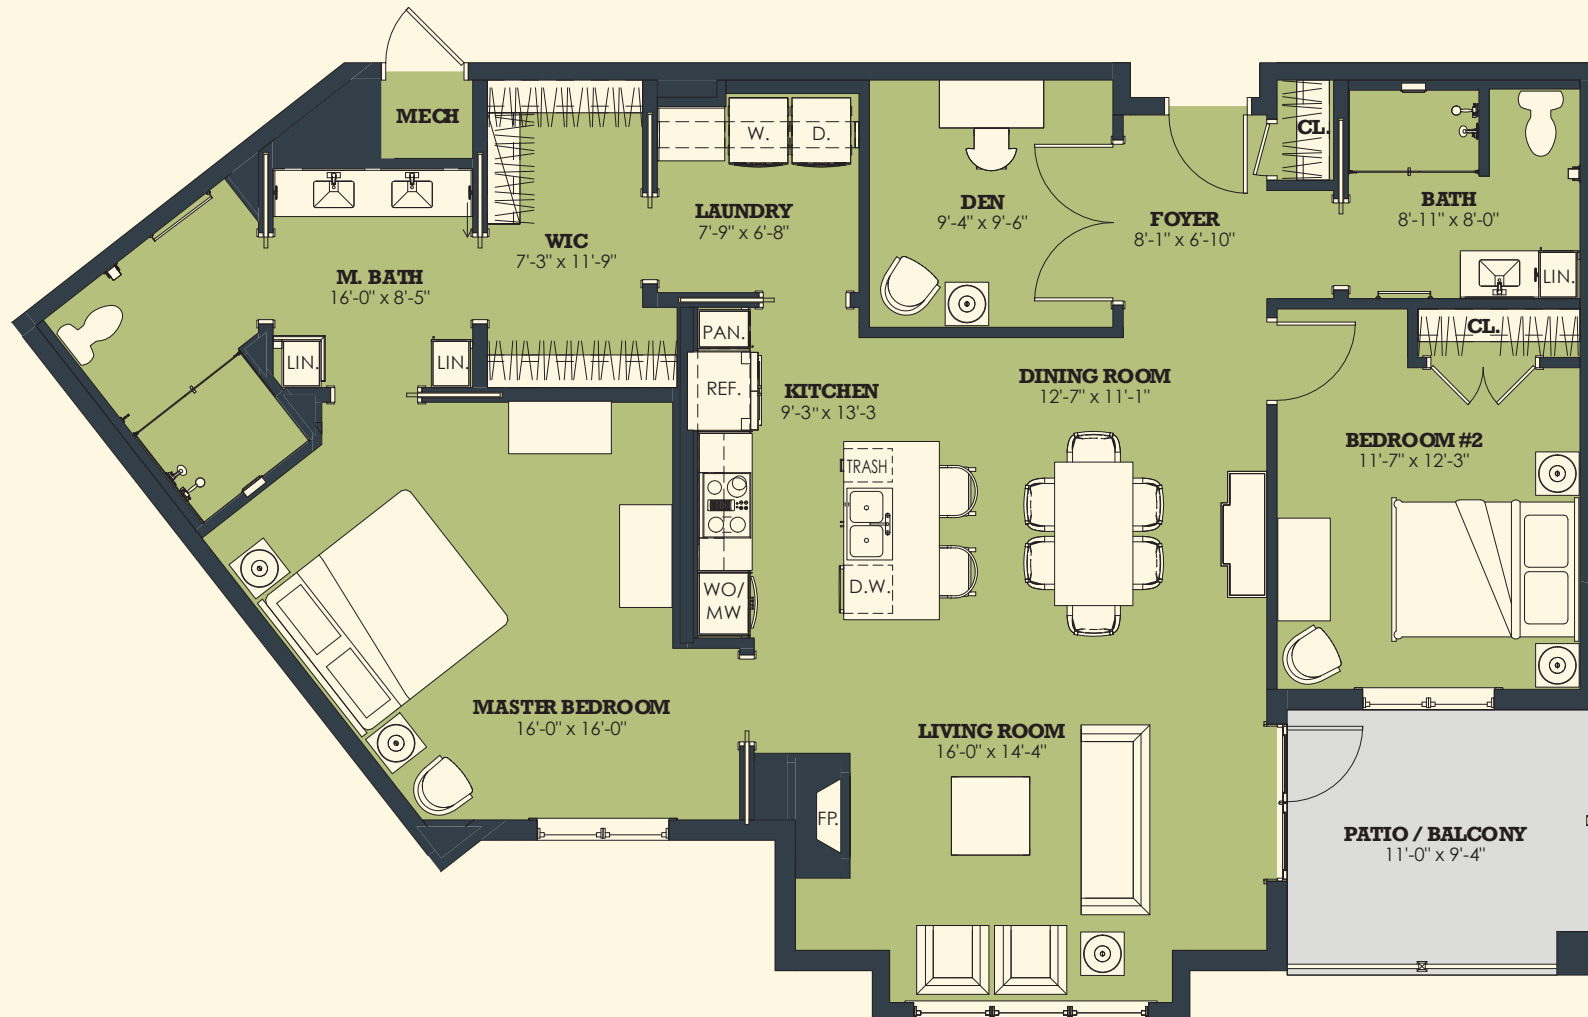 MECH
W.
D.
CL.
LAUNDRY
7'-9" x 6'-8"
DEN
9'-4" x 9'-6"
FOYER
8'-1" x 6'-10"
BATH
8'-11" x 8'-0"
WIC
7'-3" x 11'-9"
M. BATH
16'-0" x 8'-5"
LIN.
PAN.
CL.
LIN.
LIN.
REF.
KITCHEN
9'-3" x 13'-3
DINING ROOM
12'-7" x 11'-1"
BEDROOM #2
11'-7" x 12'-3"
TRASH
D.W.
WO/
MW
MASTER BEDROOM
16'-0" x 16'-0"
LIVING ROOM
16'-0" x 14'-4"
FP.
PATIO / BALCONY
11'-0" x 9'-4"